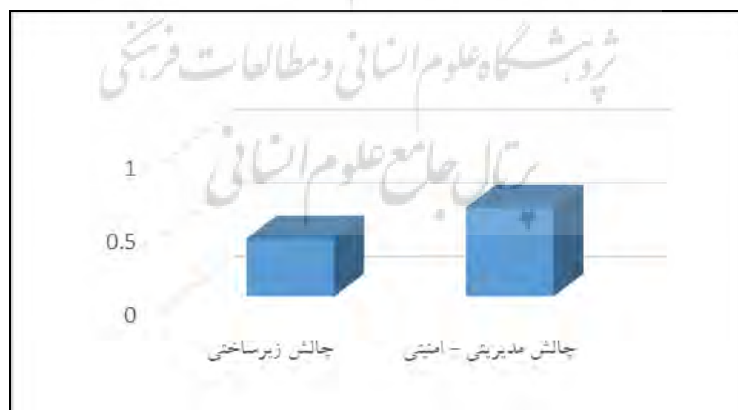 پژوهشگاه علوم انسانی و مطالعات فرهنگی
پرتال جامع علوم انسانی
1
0.5
0
چالش زیرساختی
چالش مدیریتی - امنیتی